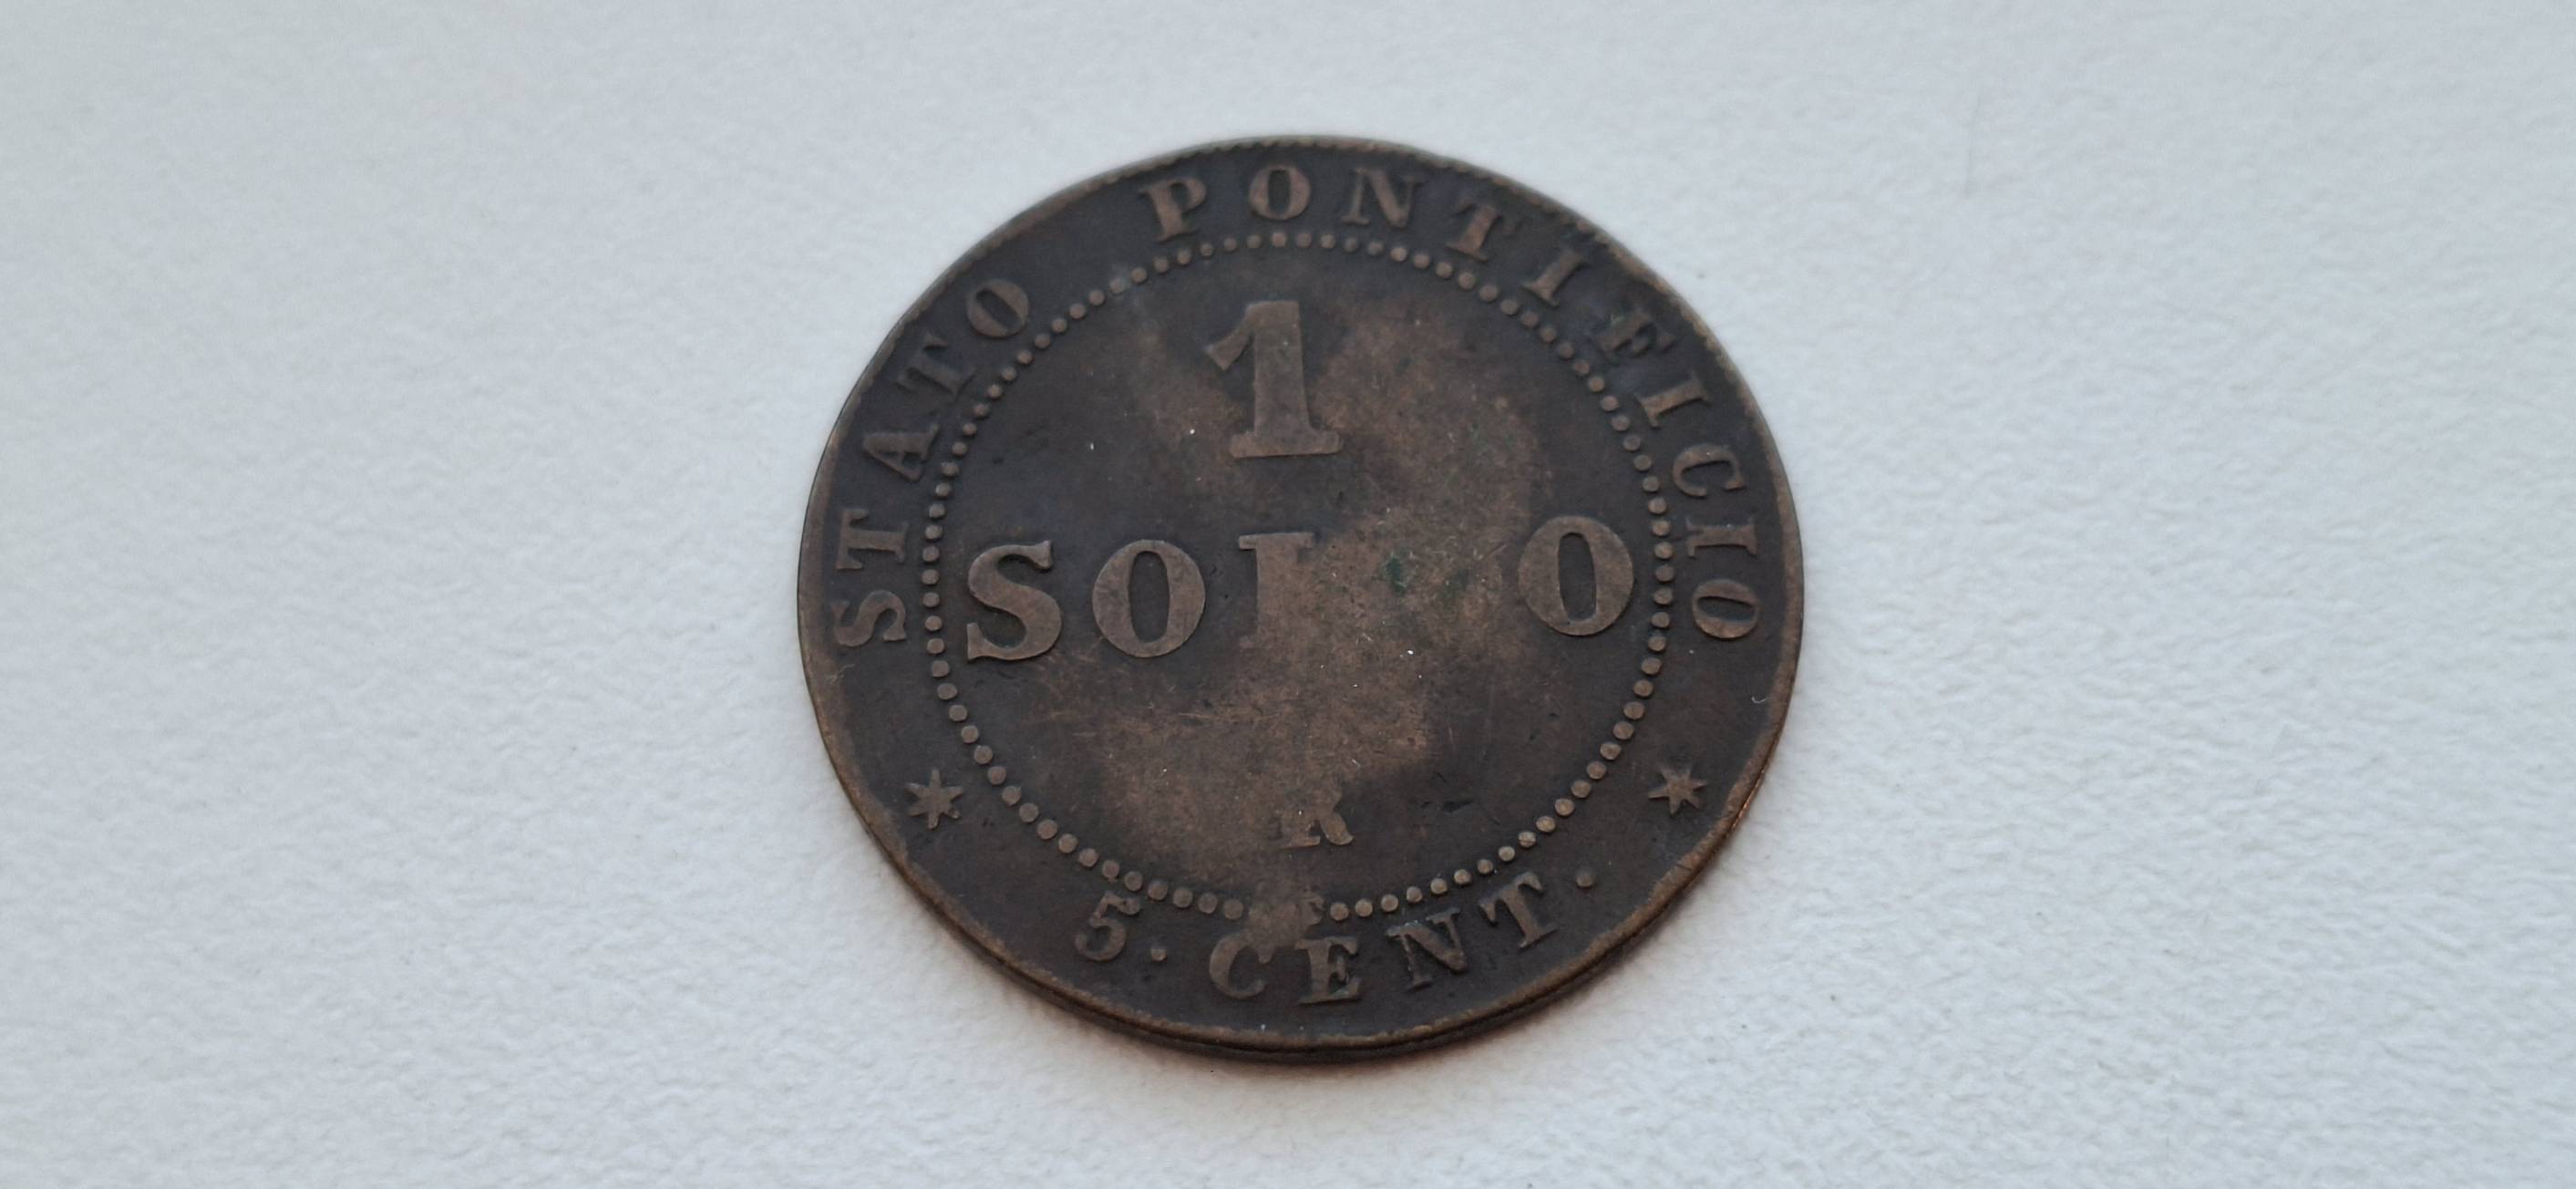 STATO PONTIFICIO
1
R
5. CENT.